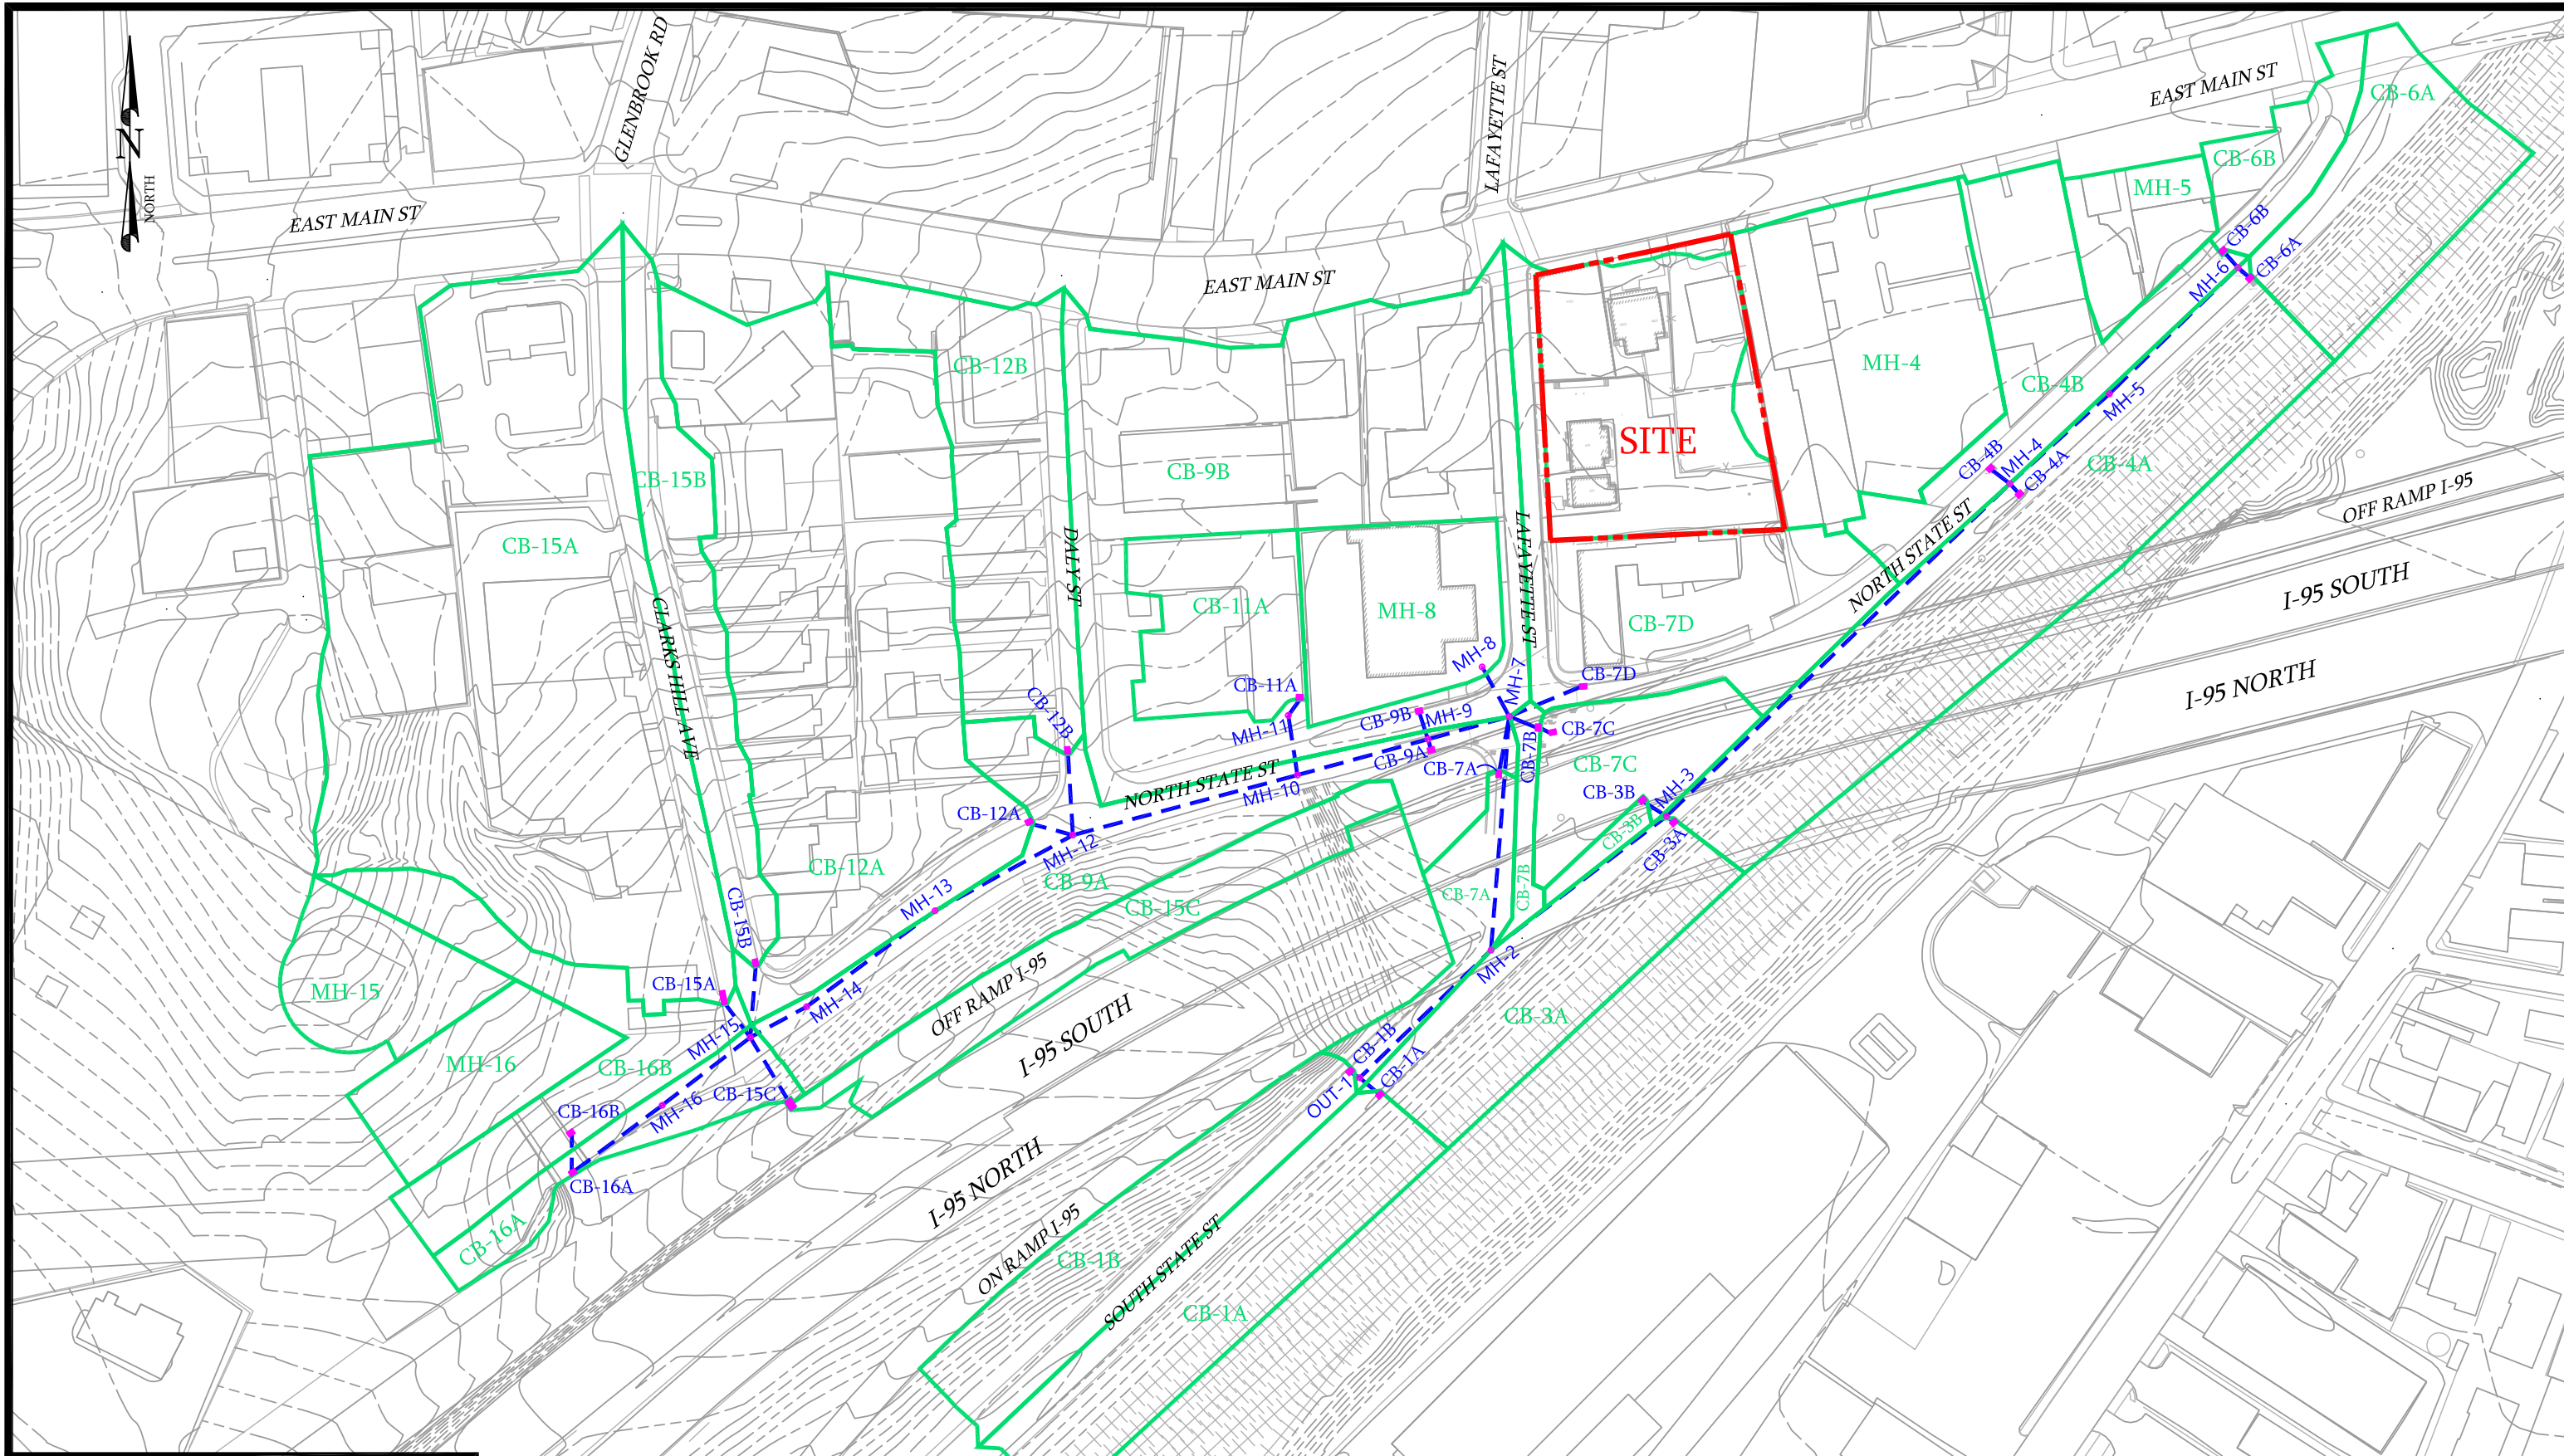 GLENBROOK RD
LAFAYETTE ST
EAST MAIN ST
CB-6A
N
NORTH
EAST MAIN ST
CB-6B
MH-5
EAST MAIN ST
CB-6B
CB-6A
MH-6
CB-12B
MH-4
CB-4B
MH-5
SITE
CB-15B
CB-9B
CB-4B
MH-4
CB-4A
CB-4A
OFF RAMP I-95
CB-15A
DALY ST
LAFAYETTE ST
NORTH STATE ST
I-95 SOUTH
CLARKS HILL AVE
CB-11A
MH-8
CB-7D
MH-8
MH-7
CB-7D
I-95 NORTH
CB-12B
CB-11A
MH-11
CB-9B
MH-9
CB-7C
CB-9A
CB-7A
CB-7B
CB-7C
NORTH STATE ST
MH-10
CB-3B
MH-3
CB-12A
CB-3B
CB-3A
MH-12
CB-12A
CB-9A
CB-15C
CB-7A
CB-7B
MH-13
CB-15B
MH-2
CB-15A
MH-15
MH-14
OFF RAMP I-95
I-95 SOUTH
CB-3A
MH-15
MH-16
CB-16B
CB-15C
CB-1B
CB-1A
OUT-1
CB-16B
MH-16
CB-16A
I-95 NORTH
CB-16A
ON RAMP I-95
CB-1B
SOUTH STATE ST
CB-1A